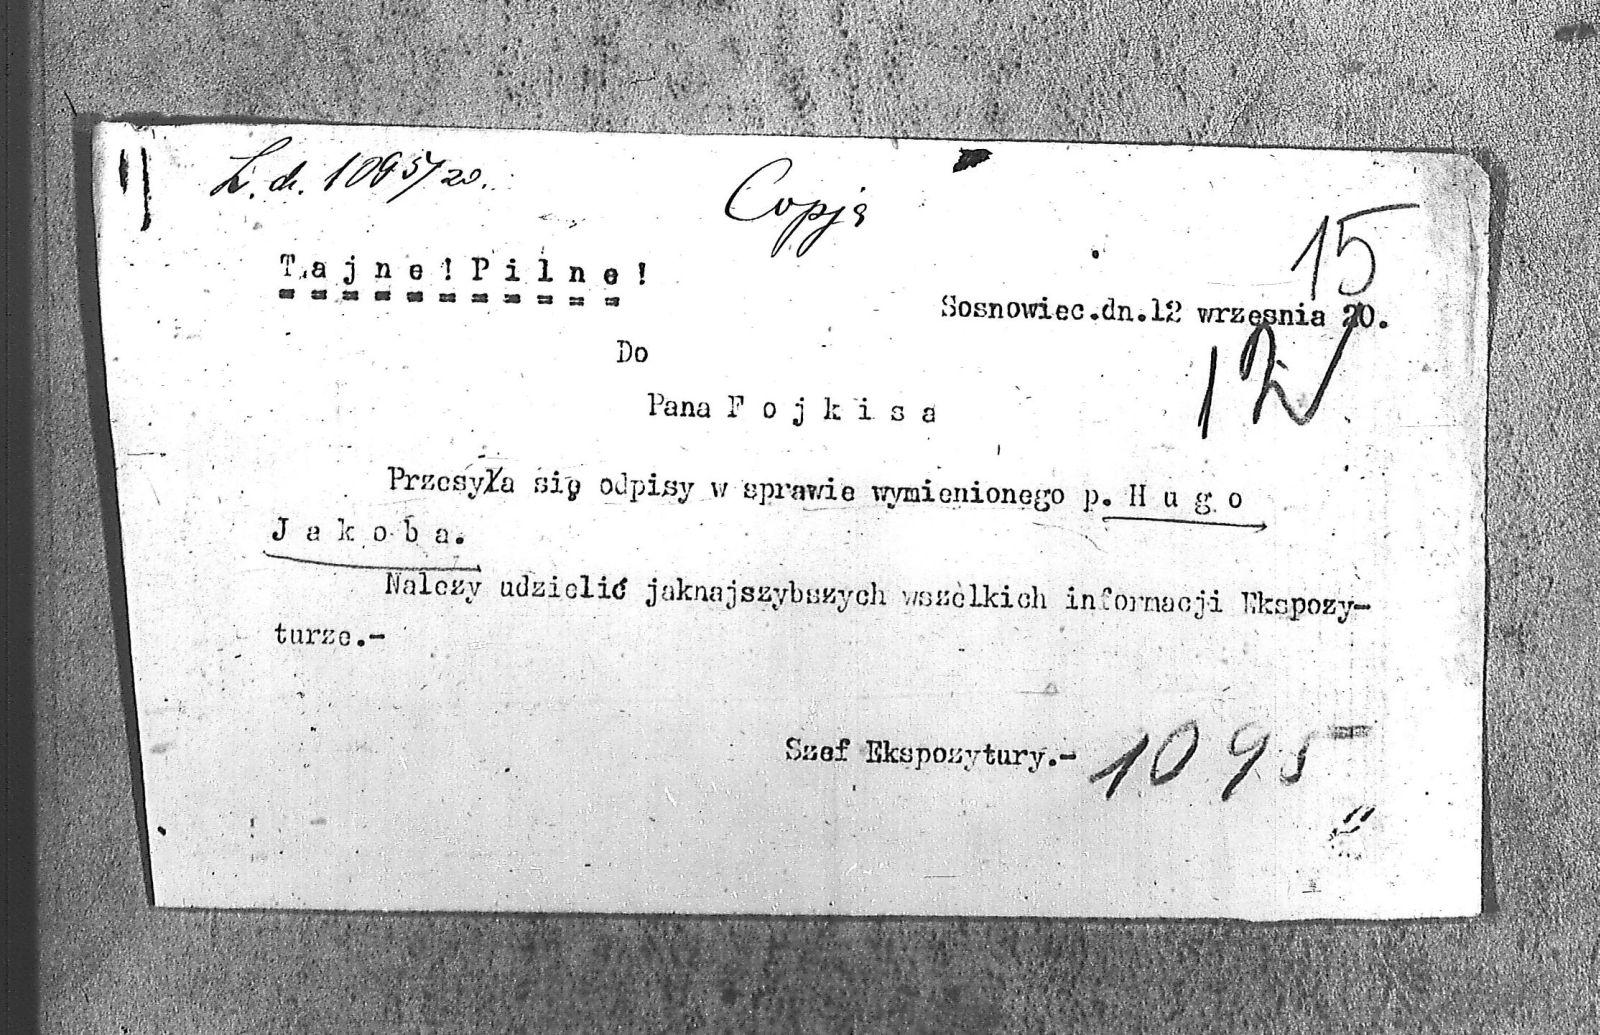 L.dz. 1095/20.
Copja
15
Tajne! Pilne!
Sosnowiec.dn.12 września 20.
12
Do
Pana Fojkisa
Przesyła się odpisy w sprawie wymienionego p. Hugo
Jakoba.
Należy udzielić jaknajszybszych wszelkich informacji Ekspozy-
turze.-
Szef Ekspozytury.-
1095